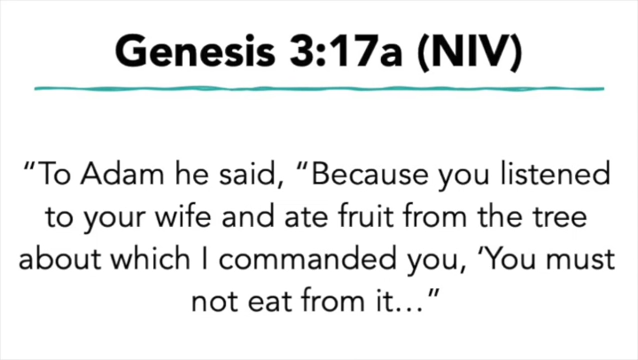 Genesis 3:17a (NIV)
“To Adam he said, “Because you listened
to your wife and ate fruit from the tree
about which I commanded you, ‘You must
not eat from it…”